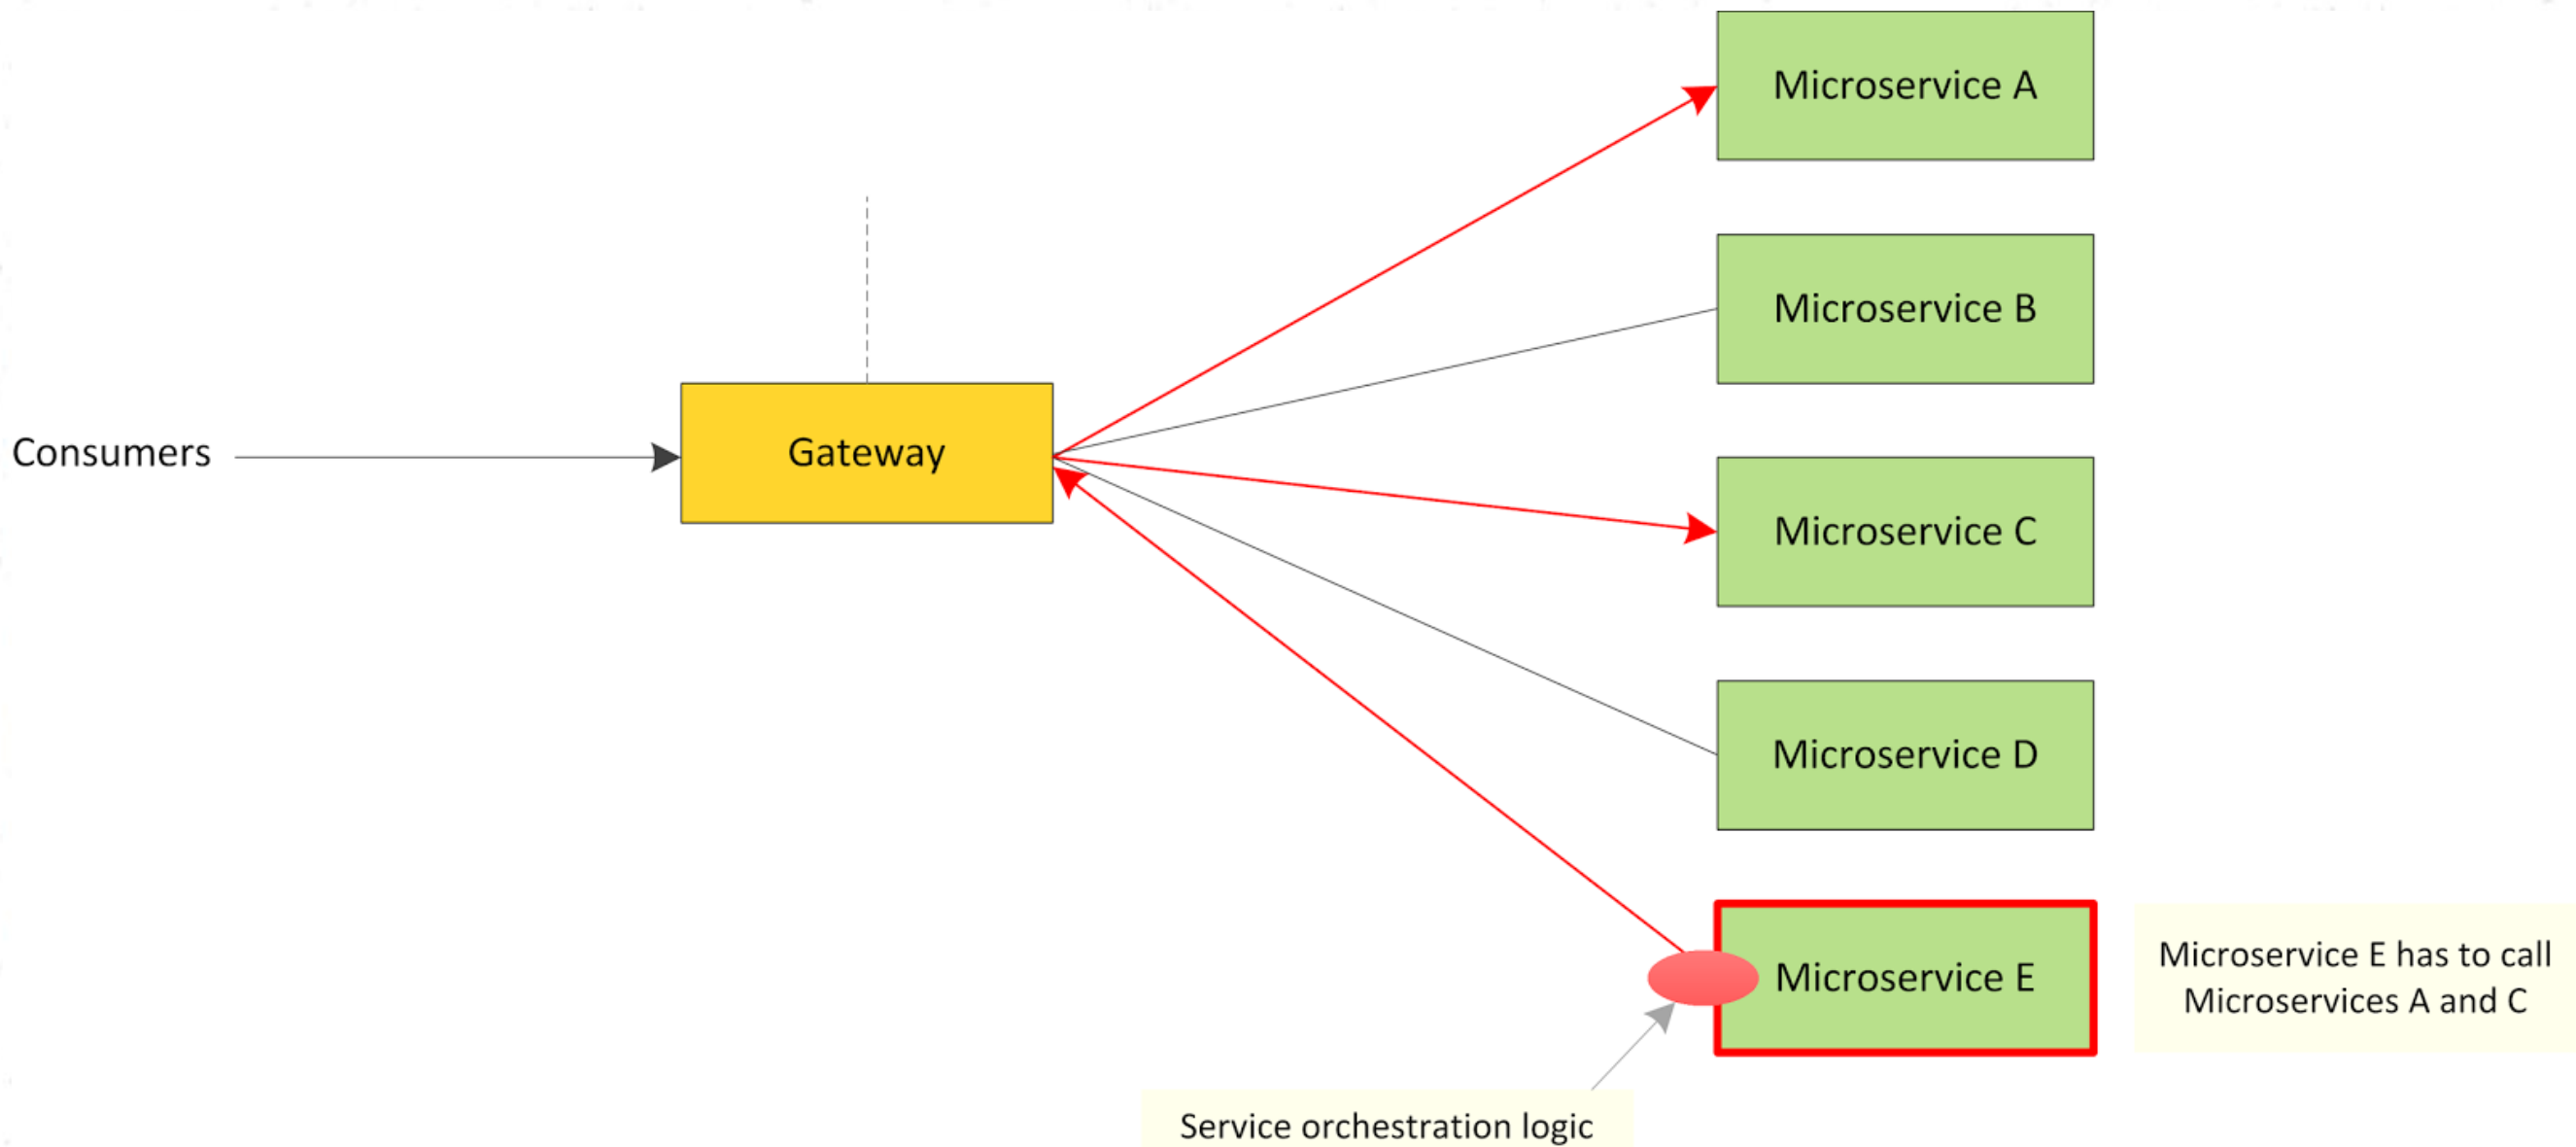 Microservice A
Microservice B
Consumers
Gateway
Microservice C
Microservice D
Microservice E
Microservice E has to call
Microservices A and C
Service orchestration logic